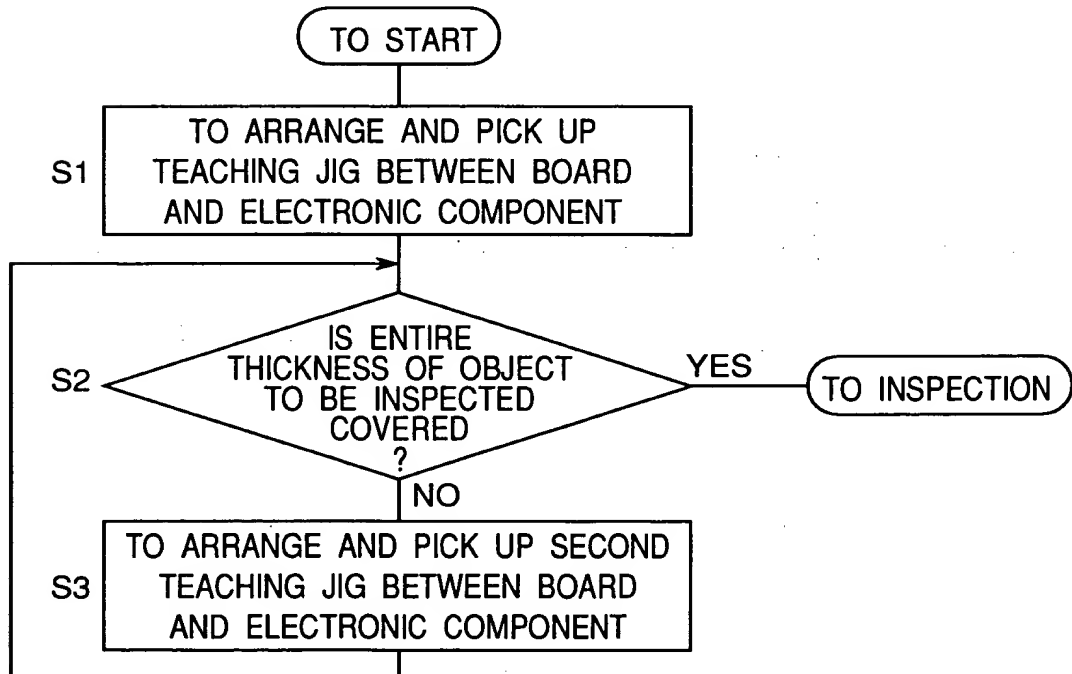 TO START
S1
TO ARRANGE AND PICK UP
TEACHING JIG BETWEEN BOARD
AND ELECTRONIC COMPONENT
S2
IS ENTIRE
THICKNESS OF OBJECT
TO BE INSPECTED
COVERED
?
YES
TO INSPECTION
NO
S3
TO ARRANGE AND PICK UP SECOND
TEACHING JIG BETWEEN BOARD
AND ELECTRONIC COMPONENT